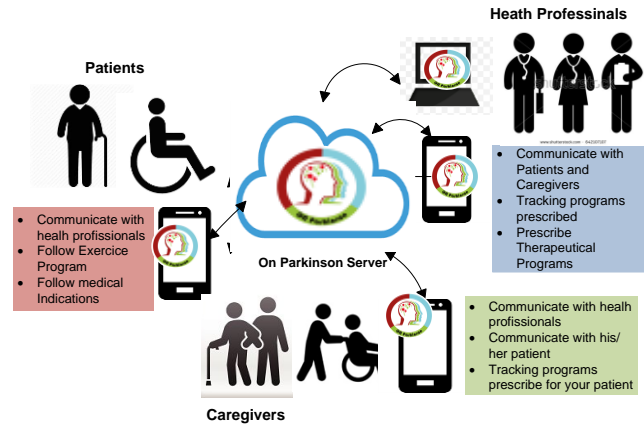 Heath Professinals
Patients
• Communicate with
Patients and
Caregivers
• Tracking programs
prescribed
• Prescribe
Therapeutical
Programs
• Communicate with
healh profissionals
• Follow Exercice
Program
• Follow medical
Indications
On Parkinson Server
• Communicate with healh
profissionals
• Communicate with his/
her patient
• Tracking programs
prescribe for your patient
Caregivers